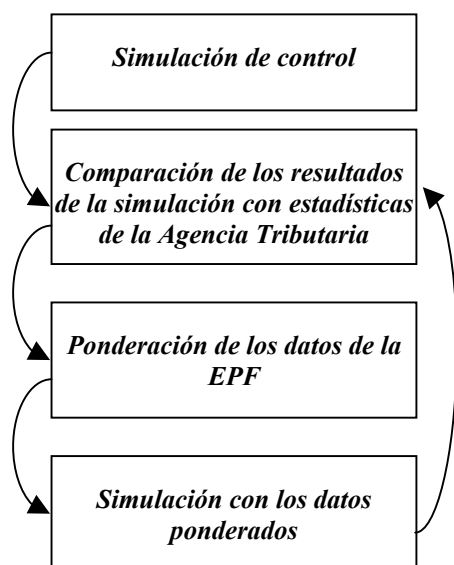 Simulación de control
Comparación de los resultados
de la simulación con estadísticas
de la Agencia Tributaria
Ponderación de los datos de la
EPF
Simulación con los datos
ponderados